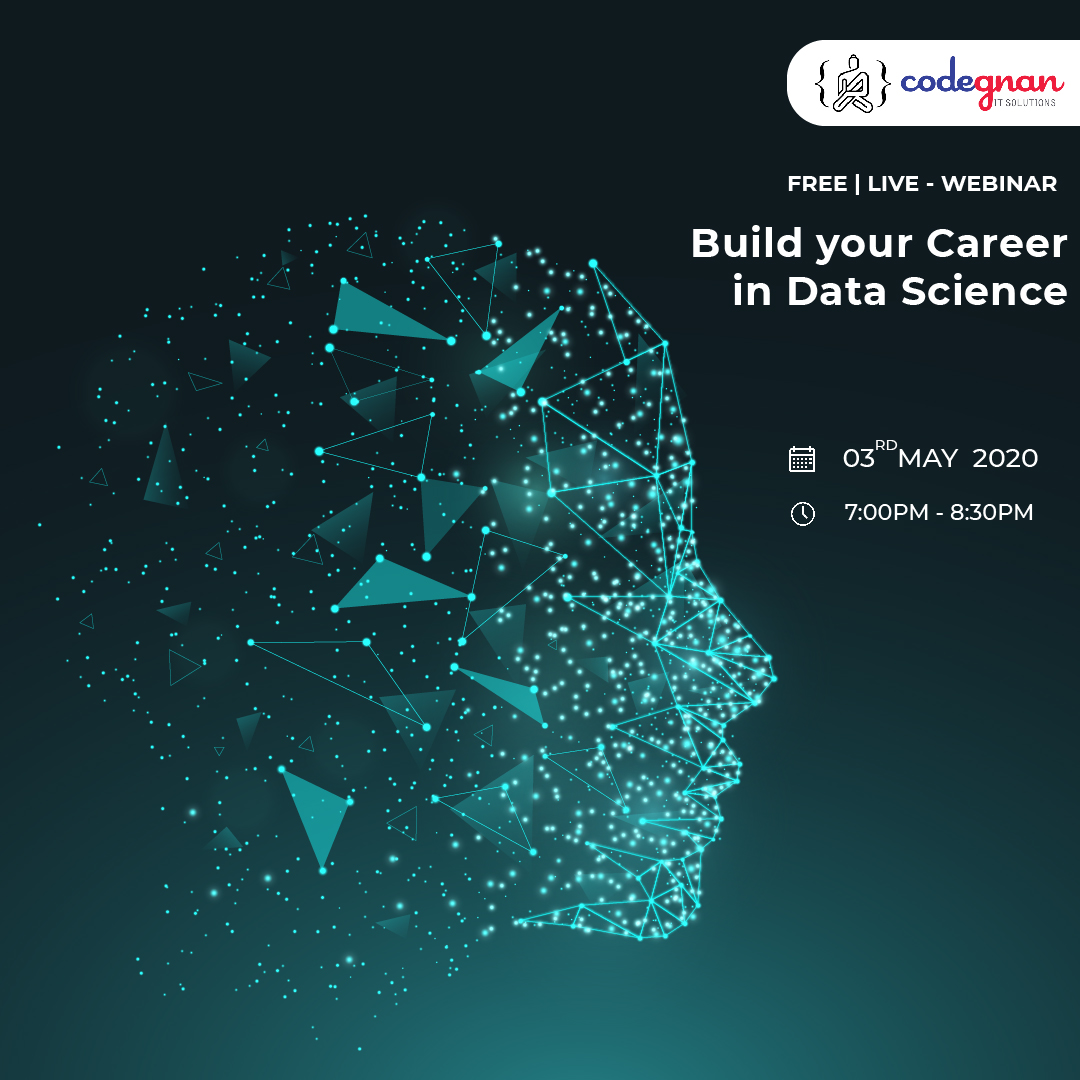 { } codegnan
IT SOLUTIONS
FREE | LIVE - WEBINAR
Build your Career
in Data Science
03RD MAY 2020
7:00PM - 8:30PM